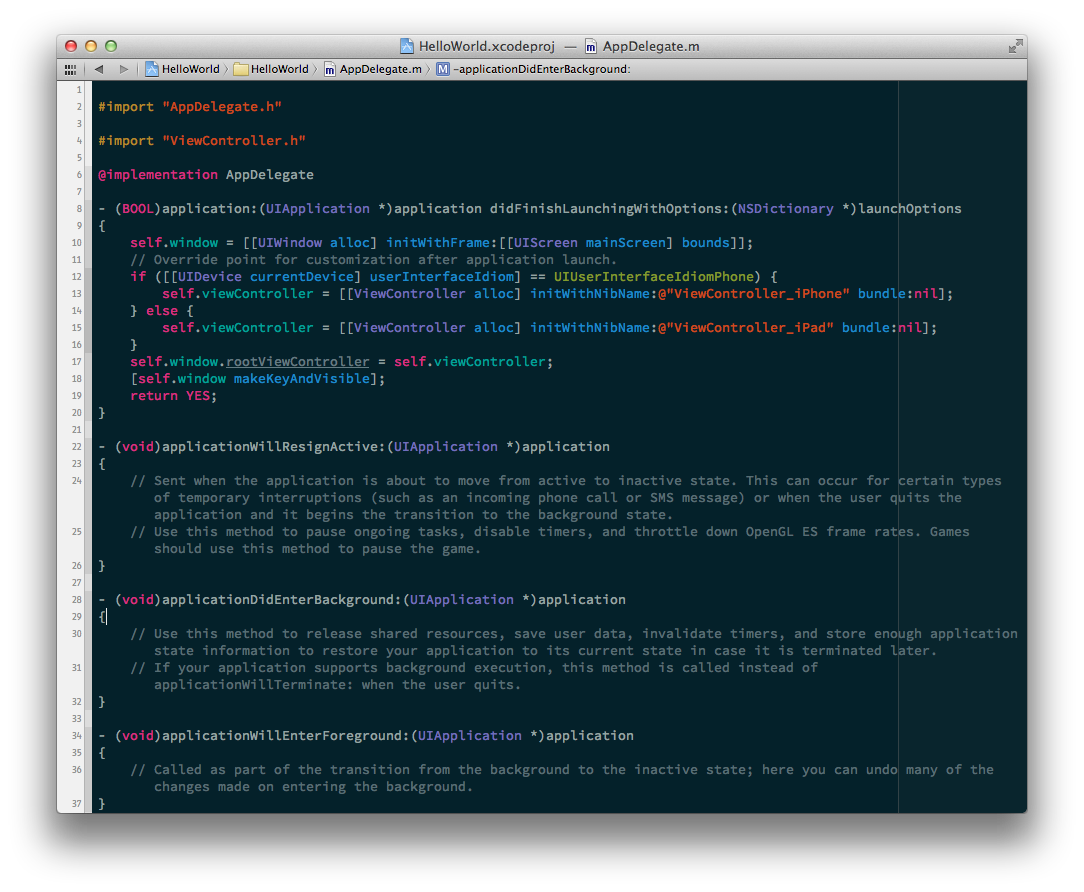 HelloWorld.xcodeproj — AppDelegate.m
HelloWorld HelloWorld AppDelegate.m M -applicationDidEnterBackground:
1
2 #import "AppDelegate.h"
3
4 #import "ViewController.h"
5
6 @implementation AppDelegate
7
8 - (BOOL)application:(UIApplication *)application didFinishLaunchingWithOptions:(NSDictionary *)launchOptions
9 {
10 self.window = [[UIWindow alloc] initWithFrame:[[UIScreen mainScreen] bounds]];
11 // Override point for customization after application launch.
12 if ([[UIDevice currentDevice] userInterfaceIdiom] == UIUserInterfaceIdiomPhone) {
13 self.viewController = [[ViewController alloc] initWithNibName:@"ViewController_iPhone" bundle:nil];
14 } else {
15 self.viewController = [[ViewController alloc] initWithNibName:@"ViewController_iPad" bundle:nil];
16 }
17 self.window.rootViewController = self.viewController;
18 [self.window makeKeyAndVisible];
19 return YES;
20 }
21
22 - (void)applicationWillResignActive:(UIApplication *)application
23 {
24 // Sent when the application is about to move from active to inactive state. This can occur for certain types
of temporary interruptions (such as an incoming phone call or SMS message) or when the user quits the
application and it begins the transition to the background state.
25 // Use this method to pause ongoing tasks, disable timers, and throttle down OpenGL ES frame rates. Games
should use this method to pause the game.
26 }
27
28 - (void)applicationDidEnterBackground:(UIApplication *)application
29 {
30 // Use this method to release shared resources, save user data, invalidate timers, and store enough application
state information to restore your application to its current state in case it is terminated later.
31 // If your application supports background execution, this method is called instead of
applicationWillTerminate: when the user quits.
32 }
33
34 - (void)applicationWillEnterForeground:(UIApplication *)application
35 {
36 // Called as part of the transition from the background to the inactive state; here you can undo many of the
changes made on entering the background.
37 }